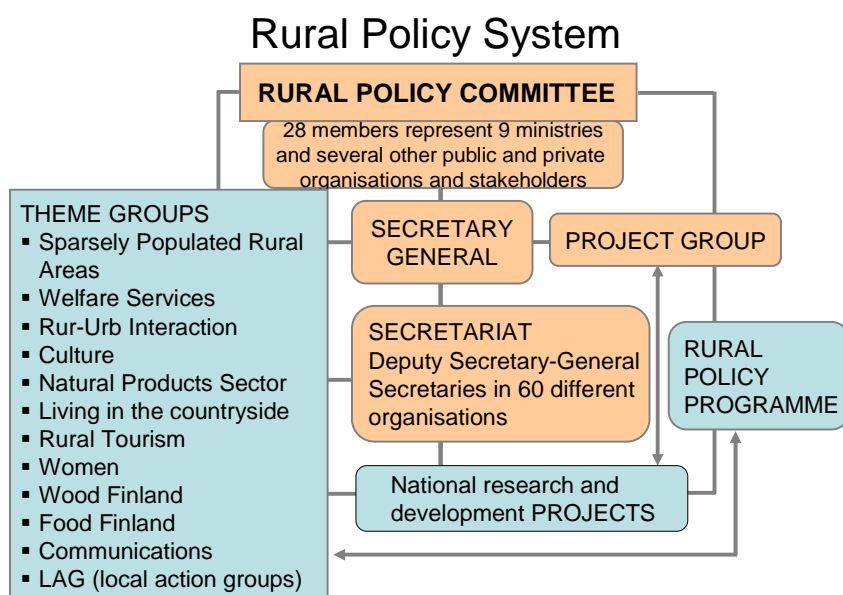 Rural Policy System
RURAL POLICY COMMITTEE
28 members represent 9 ministries
and several other public and private
organisations and stakeholders
THEME GROUPS
▪ Sparsely Populated Rural
Areas
▪ Welfare Services
▪ Rur-Urb Interaction
▪ Culture
▪ Natural Products Sector
▪ Living in the countryside
▪ Rural Tourism
▪ Women
▪ Wood Finland
▪ Food Finland
▪ Communications
▪ LAG (local action groups)
SECRETARY
GENERAL
PROJECT GROUP
SECRETARIAT
Deputy Secretary-General
Secretaries in 60 different
organisations
RURAL
POLICY
PROGRAMME
National research and
development PROJECTS